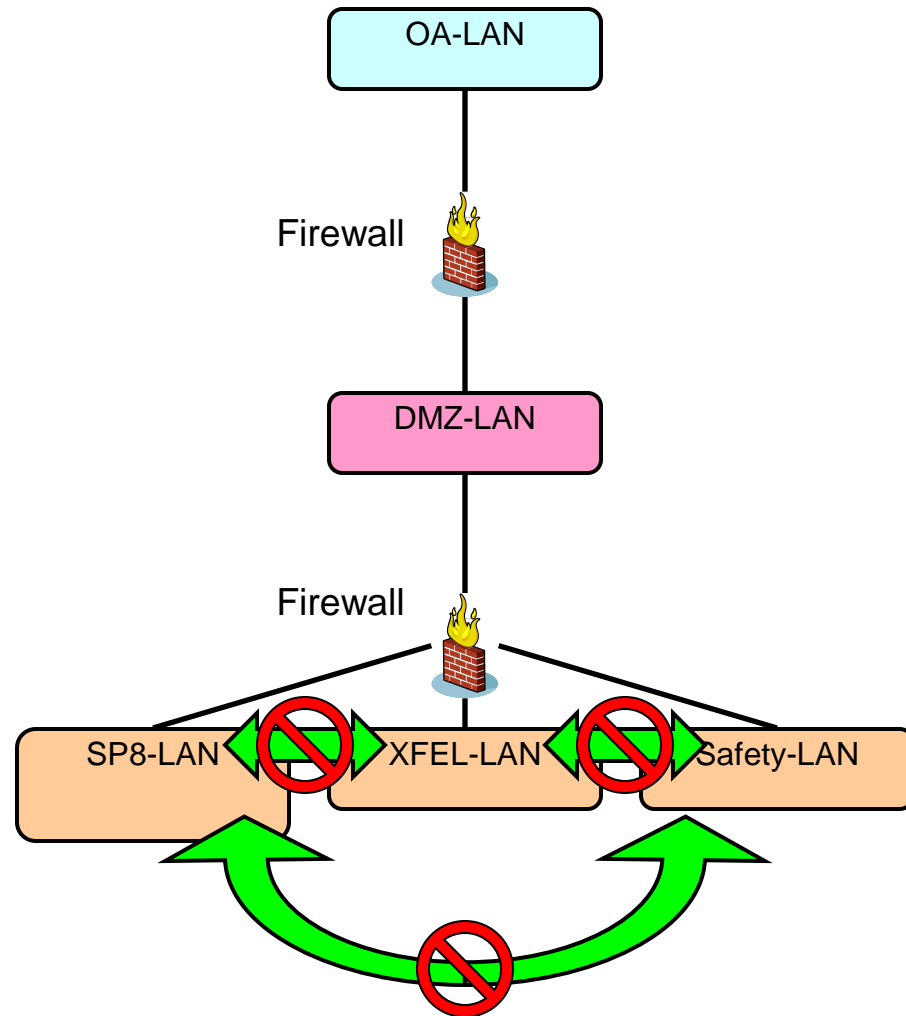 OA-LAN
Firewall
DMZ-LAN
Firewall
SP8-LAN
XFEL-LAN
Safety-LAN